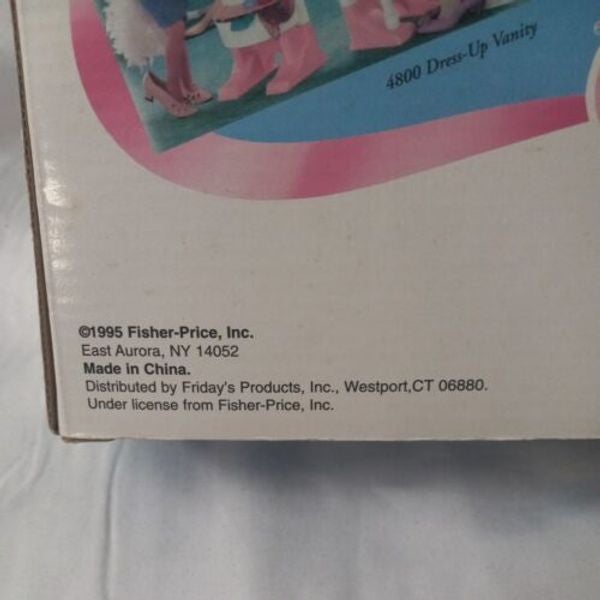 4800 Dress-Up Vanity
©1995 Fisher-Price, Inc.
East Aurora, NY 14052
Made in China.
Distributed by Friday's Products, Inc., Westport,CT 06880.
Under license from Fisher-Price, Inc.